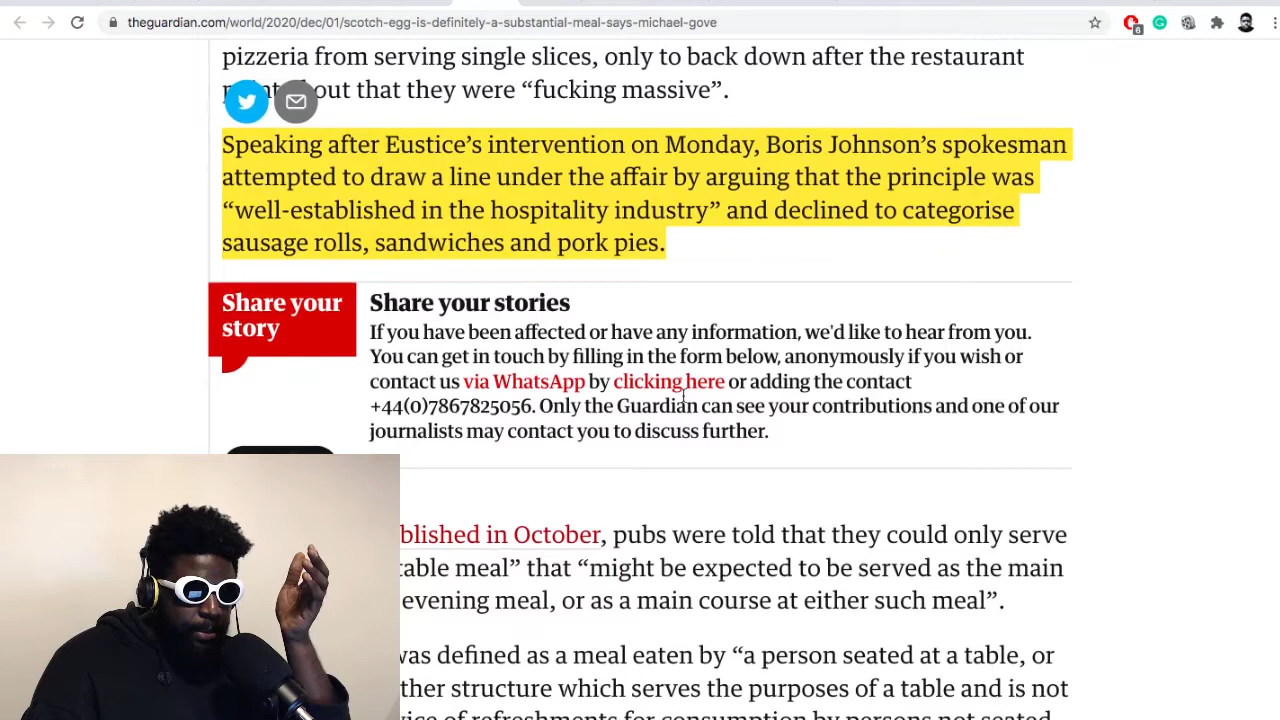 theguardian.com/world/2020/dec/01/scotch-egg-is-definitely-a-substantial-meal-says-michael-gove
6
pizzeria from serving single slices, only to back down after the restaurant
out that they were “fucking massive”.
Speaking after Eustice’s intervention on Monday, Boris Johnson’s spokesman
attempted to draw a line under the affair by arguing that the principle was
“well-established in the hospitality industry” and declined to categorise
sausage rolls, sandwiches and pork pies.
Share your
story
Share your stories
If you have been affected or have any information, we'd like to hear from you.
You can get in touch by filling in the form below, anonymously if you wish or
contact us via WhatsApp by clicking here or adding the contact
+44(0)7867825056. Only the Guardian can see your contributions and one of our
journalists may contact you to discuss further.
blished in October, pubs were told that they could only serve
table meal” that “might be expected to be served as the main
evening meal, or as a main course at either such meal”.
was defined as a meal eaten by “a person seated at a table, or
ther structure which serves the purposes of a table and is not
vice of refreshments for consumption by persons not seated